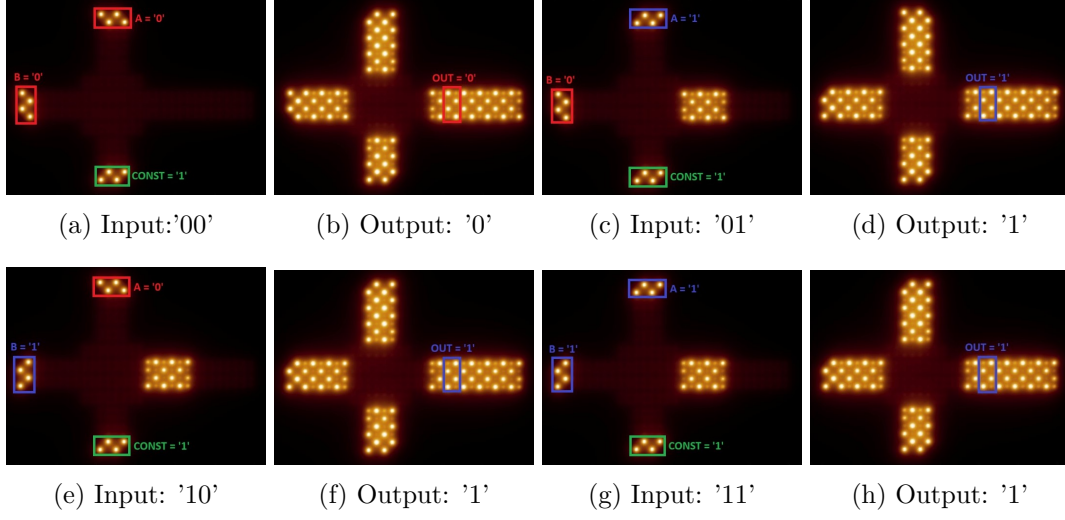 A = '0'
B = '0'
CONST = '1'
OUT = '0'
A = '1'
B = '0'
CONST = '1'
OUT = '1'
(a) Input:'00'
(b) Output: '0'
(c) Input: '01'
(d) Output: '1'
A = '0'
B = '1'
CONST = '1'
OUT = '1'
A = '1'
B = '1'
CONST = '1'
OUT = '1'
(e) Input: '10'
(f) Output: '1'
(g) Input: '11'
(h) Output: '1'